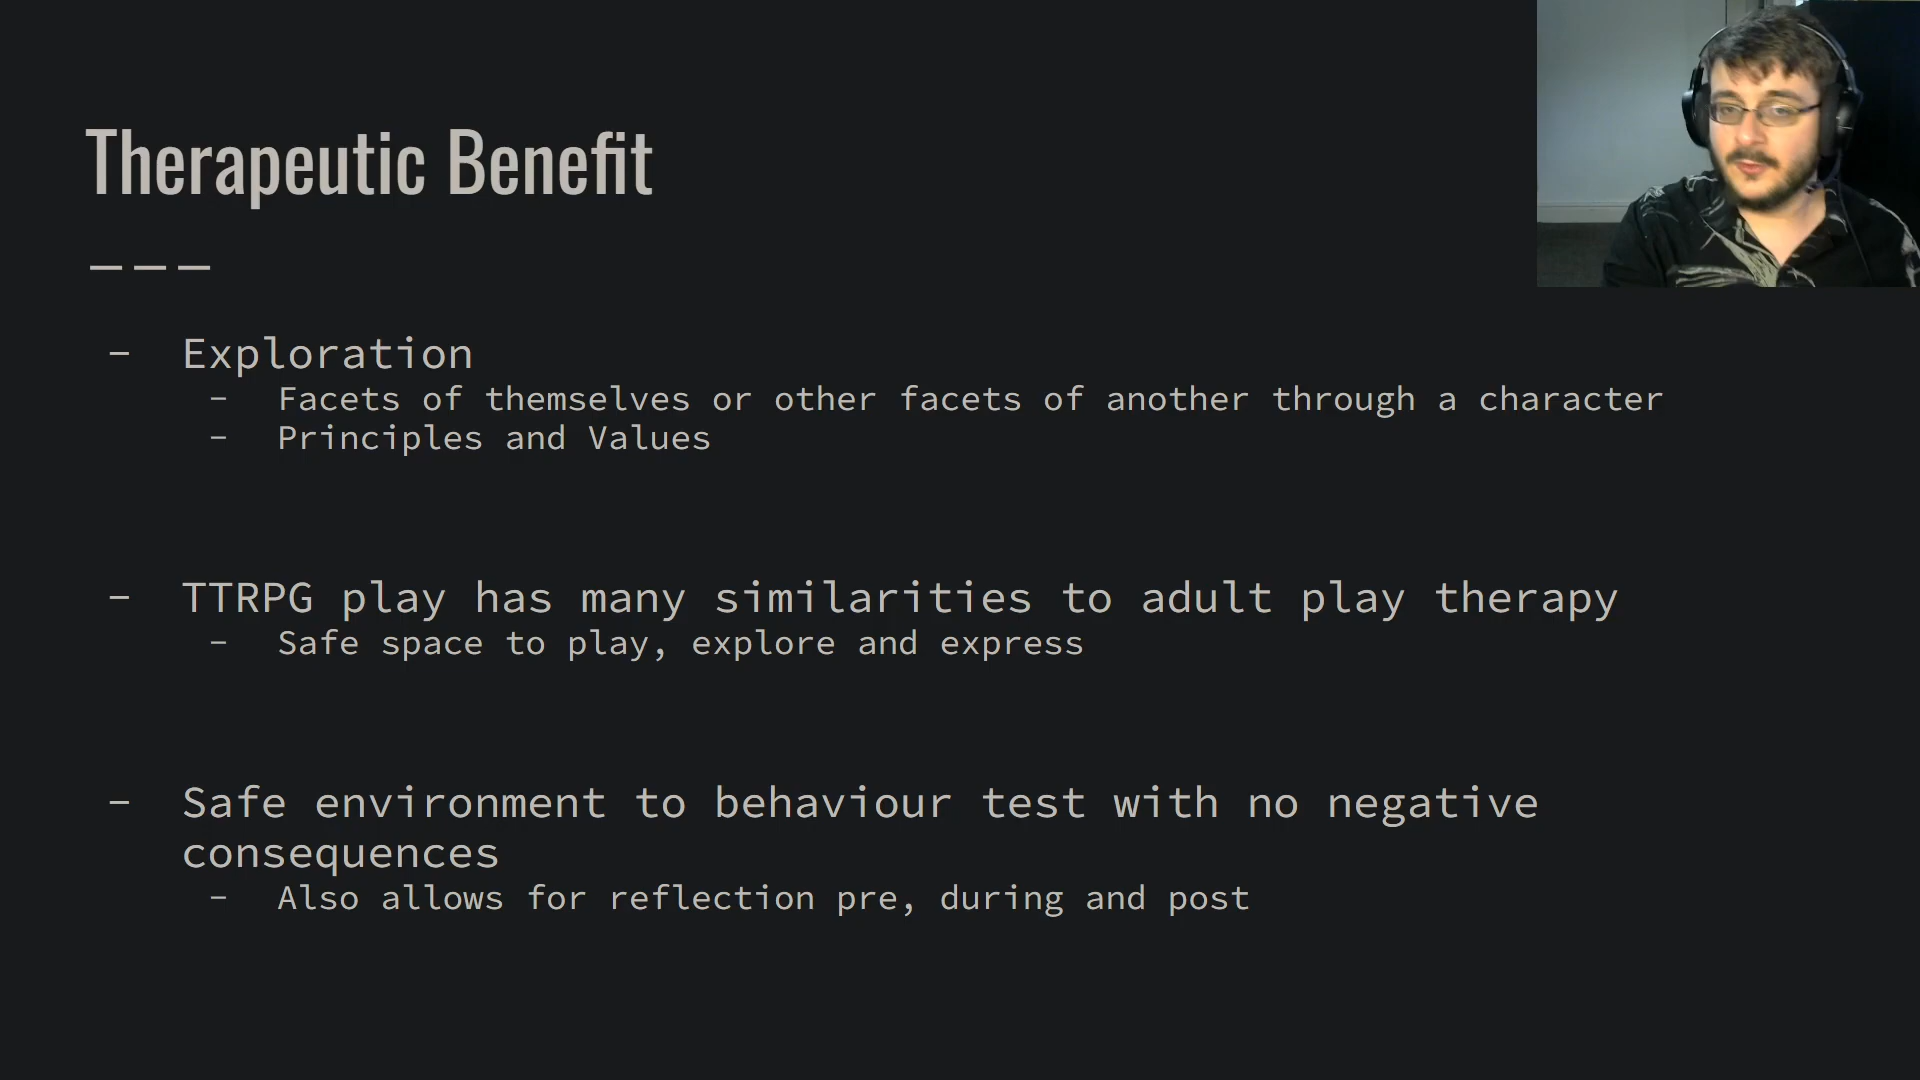 Therapeutic Benefit
———
- Exploration
- Facets of themselves or other facets of another through a character
- Principles and Values
- TTRPG play has many similarities to adult play therapy
- Safe space to play, explore and express
- Safe environment to behaviour test with no negative
consequences
- Also allows for reflection pre, during and post